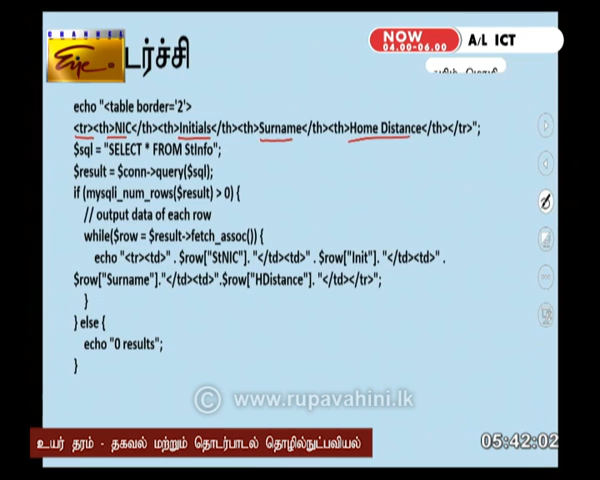 CHANNEL
Eye
டர்ச்சி
NOW
04.00-06.00
A/L ICT
echo "<table border='2'>
<tr><th>NIC</th><th>Initials</th><th>Surname</th><th>Home Distance</th></tr>";
$sql = "SELECT * FROM StInfo";
$result = $conn->query($sql);
if (mysqli_num_rows($result) > 0) {
// output data of each row
while($row = $result->fetch_assoc()) {
echo "<tr><td>" . $row["StNIC"]. "</td><td>" . $row["Init"]. "</td><td>" .
$row["Surname"]."</td><td>".$row["HDistance"]. "</td></tr>";
}
} else {
echo "0 results";
}
© www.rupavahini.lk
உயர் தரம் - தகவல் மற்றும் தொடர்பாடல் தொழில்நுட்பவியல்
05:42:02